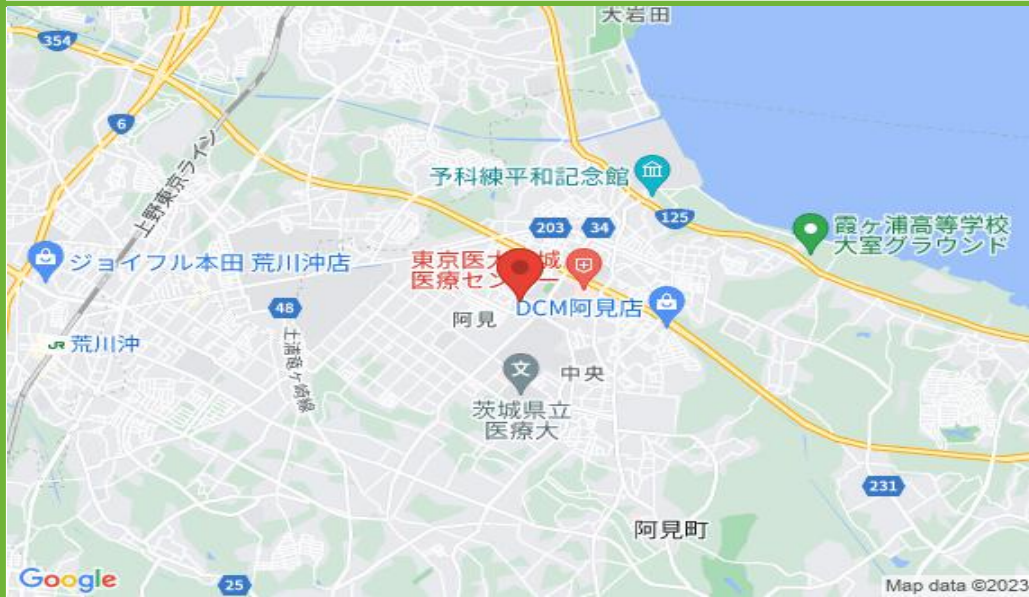 大岩田
354
6
上野東京ライン
予科練平和記念館
125
203
34
霞ヶ浦高等学校
大室グラウンド
ジョイフル本田 荒川沖店
東京医大 城
医療セン ー
48
DCM阿見店
阿見
JR 荒川沖
土浦竜ヶ崎線
中央
茨城県立
医療大
231
阿見町
25
Google
Map data ©2023